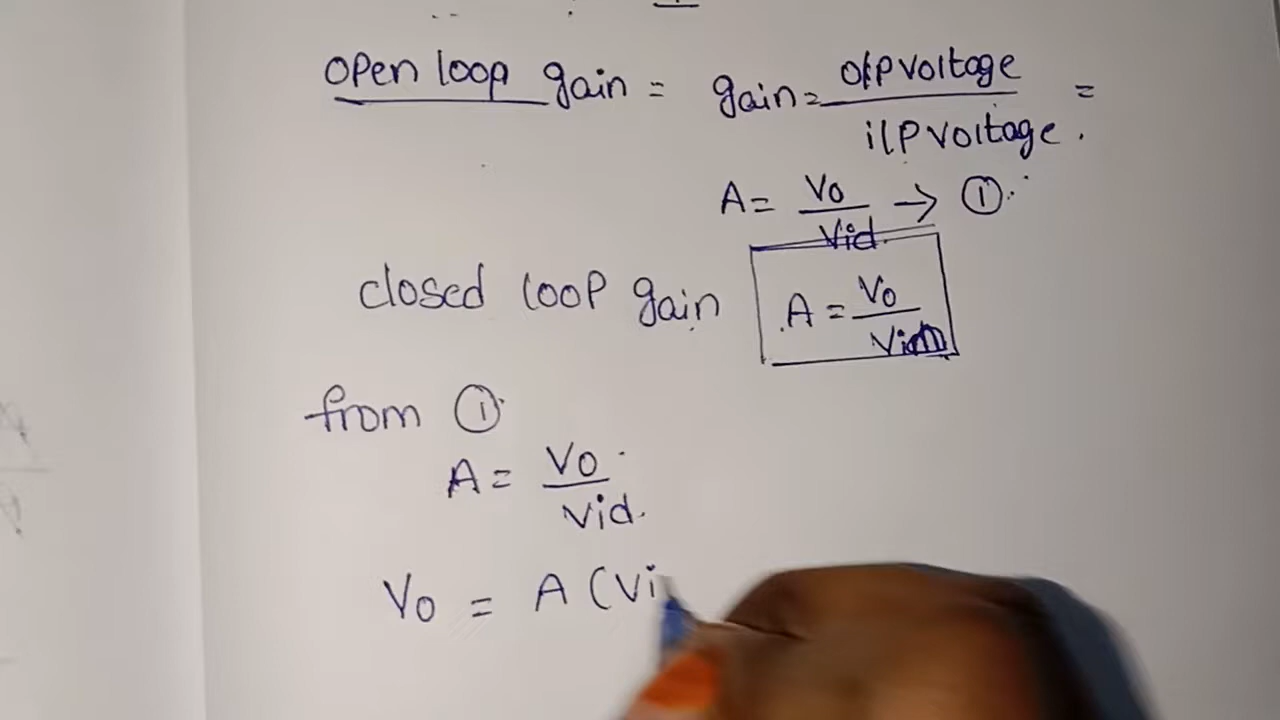 open loop gain = gain = O/P Voltage / i/P Voltage. =
A = Vo / Vid. → ①
closed loop gain A = Vo / Vi
from ①
A = Vo / Vid.
Vo = A (Vi